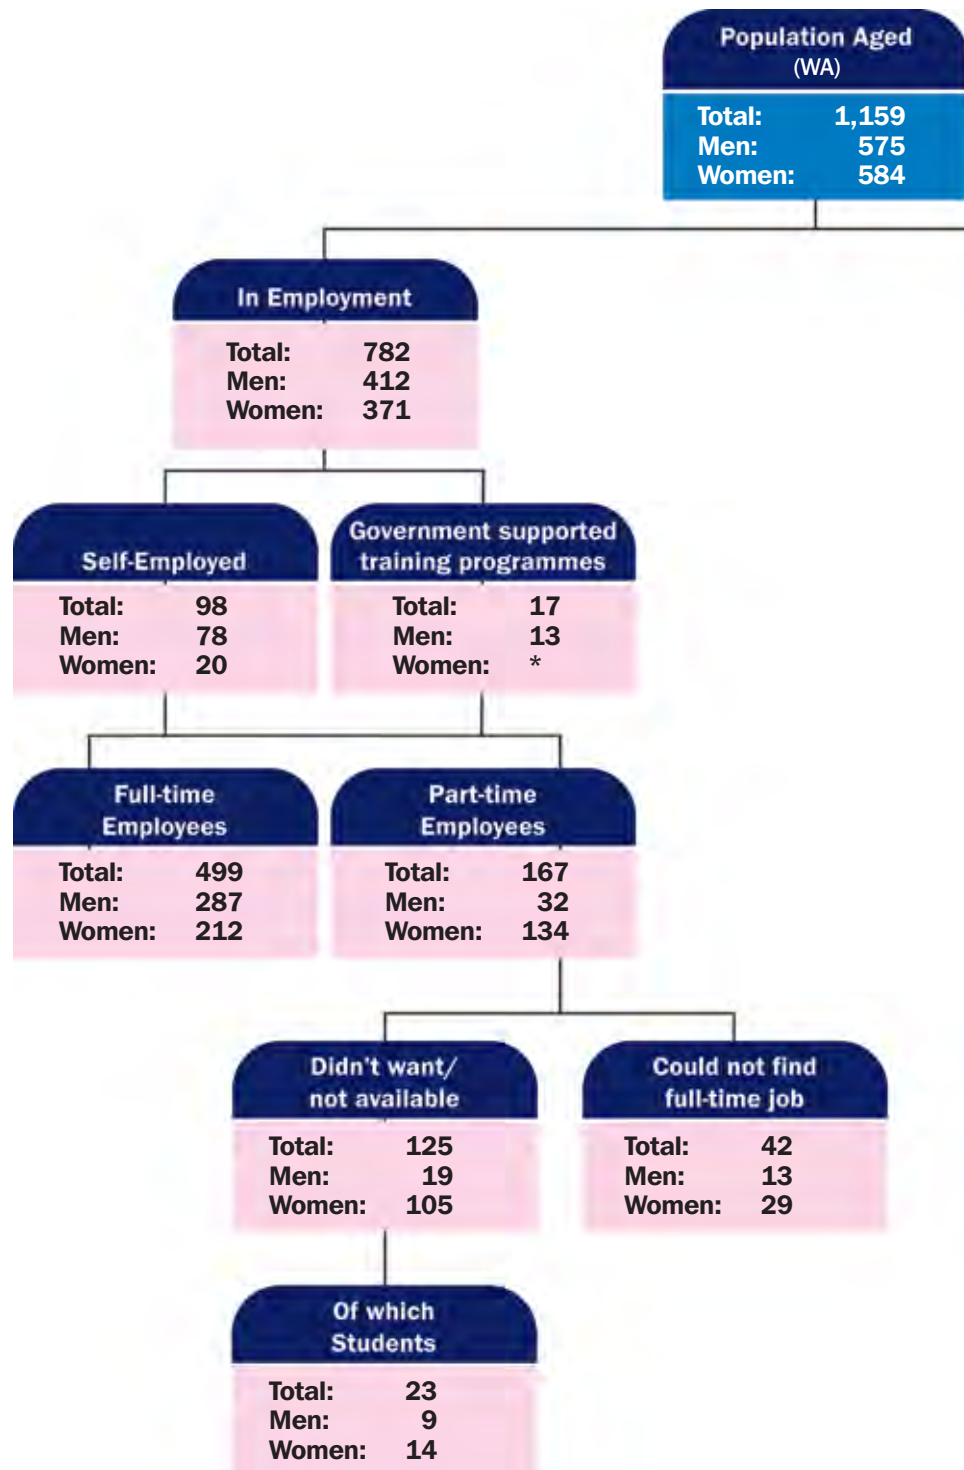 Population Aged
(WA)
Total: 1,159
Men: 575
Women: 584
In Employment
Total: 782
Men: 412
Women: 371
Self-Employed
Total: 98
Men: 78
Women: 20
Government supported
training programmes
Total: 17
Men: 13
Women: *
Full-time
Employees
Total: 499
Men: 287
Women: 212
Part-time
Employees
Total: 167
Men: 32
Women: 134
Didn't want/
not available
Total: 125
Men: 19
Women: 105
Could not find
full-time job
Total: 42
Men: 13
Women: 29
Of which
Students
Total: 23
Men: 9
Women: 14